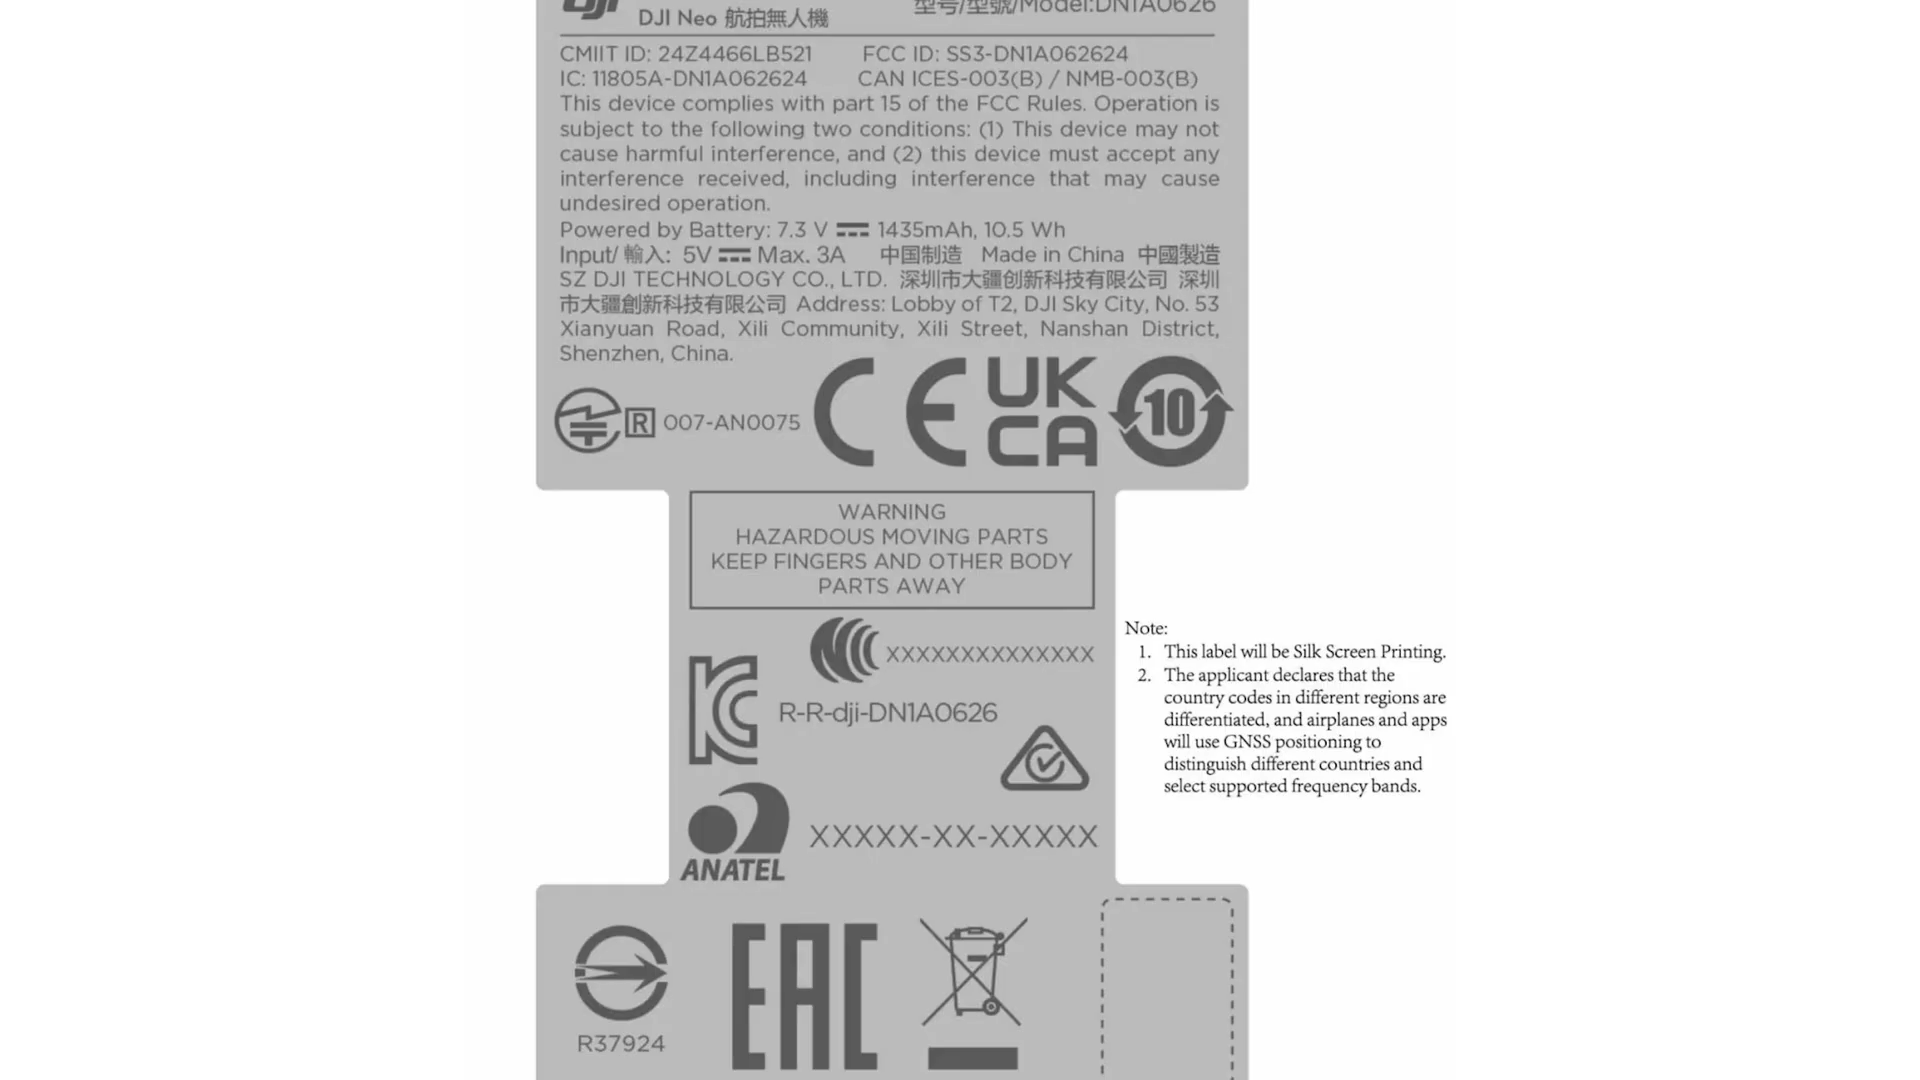 dji
DJI Neo 航拍無人機 型号/型號/Model:DN1A0626
CMIIT ID: 24Z4466LB521 FCC ID: SS3-DN1A062624
IC: 11805A-DN1A062624 CAN ICES-003(B) / NMB-003(B)
This device complies with part 15 of the FCC Rules. Operation is
subject to the following two conditions: (1) This device may not
cause harmful interference, and (2) this device must accept any
interference received, including interference that may cause
undesired operation.
Powered by Battery: 7.3 V ⎓ 1435mAh, 10.5 Wh
Input/ 輸入: 5V ⎓ Max. 3A 中国制造 Made in China 中國製造
SZ DJI TECHNOLOGY CO., LTD. 深圳市大疆创新科技有限公司 深圳
市大疆創新科技有限公司 Address: Lobby of T2, DJI Sky City, No. 53
Xianyuan Road, Xili Community, Xili Street, Nanshan District,
Shenzhen, China.
R 007-AN0075 CE UK CA 10
WARNING
HAZARDOUS MOVING PARTS
KEEP FINGERS AND OTHER BODY
PARTS AWAY
XXXXXXXXXXXXXX
R-R-dji-DN1A0626
ANATEL XXXXX-XX-XXXXX
R37924
EAC
Note:
1. This label will be Silk Screen Printing.
2. The applicant declares that the
country codes in different regions are
differentiated, and airplanes and apps
will use GNSS positioning to
distinguish different countries and
select supported frequency bands.